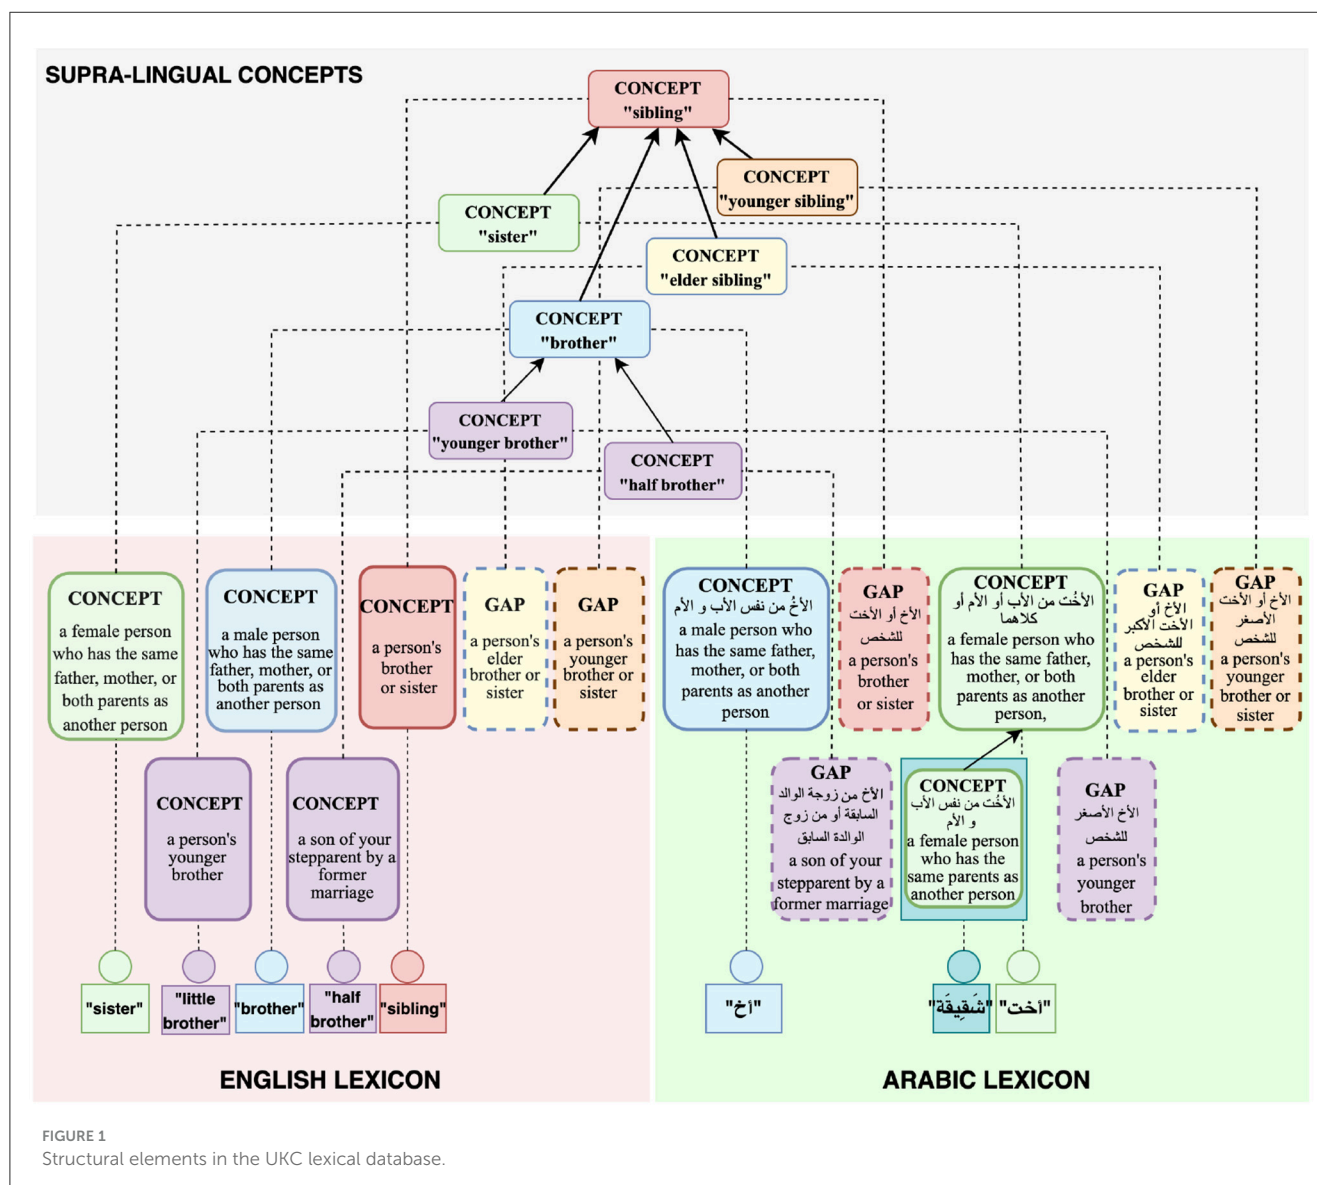 SUPRA-LINGUAL CONCEPTS
CONCEPT
"sibling"
CONCEPT
"younger sibling"
CONCEPT
"sister"
CONCEPT
"elder sibling"
CONCEPT
"brother"
CONCEPT
"younger brother"
CONCEPT
"half brother"
CONCEPT
a female person
who has the same
father, mother, or
both parents as
another person
CONCEPT
a male person
who has the same
father, mother, or
both parents as
another person
CONCEPT
a person's
brother
or sister
GAP
a person's
elder
brother or
sister
GAP
a person's
younger
brother or
sister
CONCEPT
a person's
younger
brother
CONCEPT
a son of your
stepparent by a
former
marriage
"sister"
"little
brother"
"brother"
"half
brother"
"sibling"
ENGLISH LEXICON
CONCEPT
الأخُ من نفس الأب و الأم
a male person who
has the same father,
mother, or both
parents as another
person
GAP
الأخ أو الأخت
للشخص
a person's
brother
or sister
CONCEPT
الأخُت من الأب أو الأم أو
كلاهما
a female person who
has the same father,
mother, or both
parents as another
person,
GAP
الأخ أو
الأخت الأكبر
للشخص
a person's
elder
brother or
sister
GAP
الأخ أو الأخت
الأصغر
للشخص
a person's
younger
brother or
sister
GAP
الأخ من زوجة الوالد
السابقة أو من زوج
الوالدة السابق
a son of your
stepparent by a
former marriage
CONCEPT
الأخُت من نفس الأب
و الأم
a female person
who has the
same parents as
another person
GAP
الأخ الأصغر
للشخص
a person's
younger
brother
"أخ"
"شَقِيقَة"
"أخت"
ARABIC LEXICON
FIGURE 1
Structural elements in the UKC lexical database.